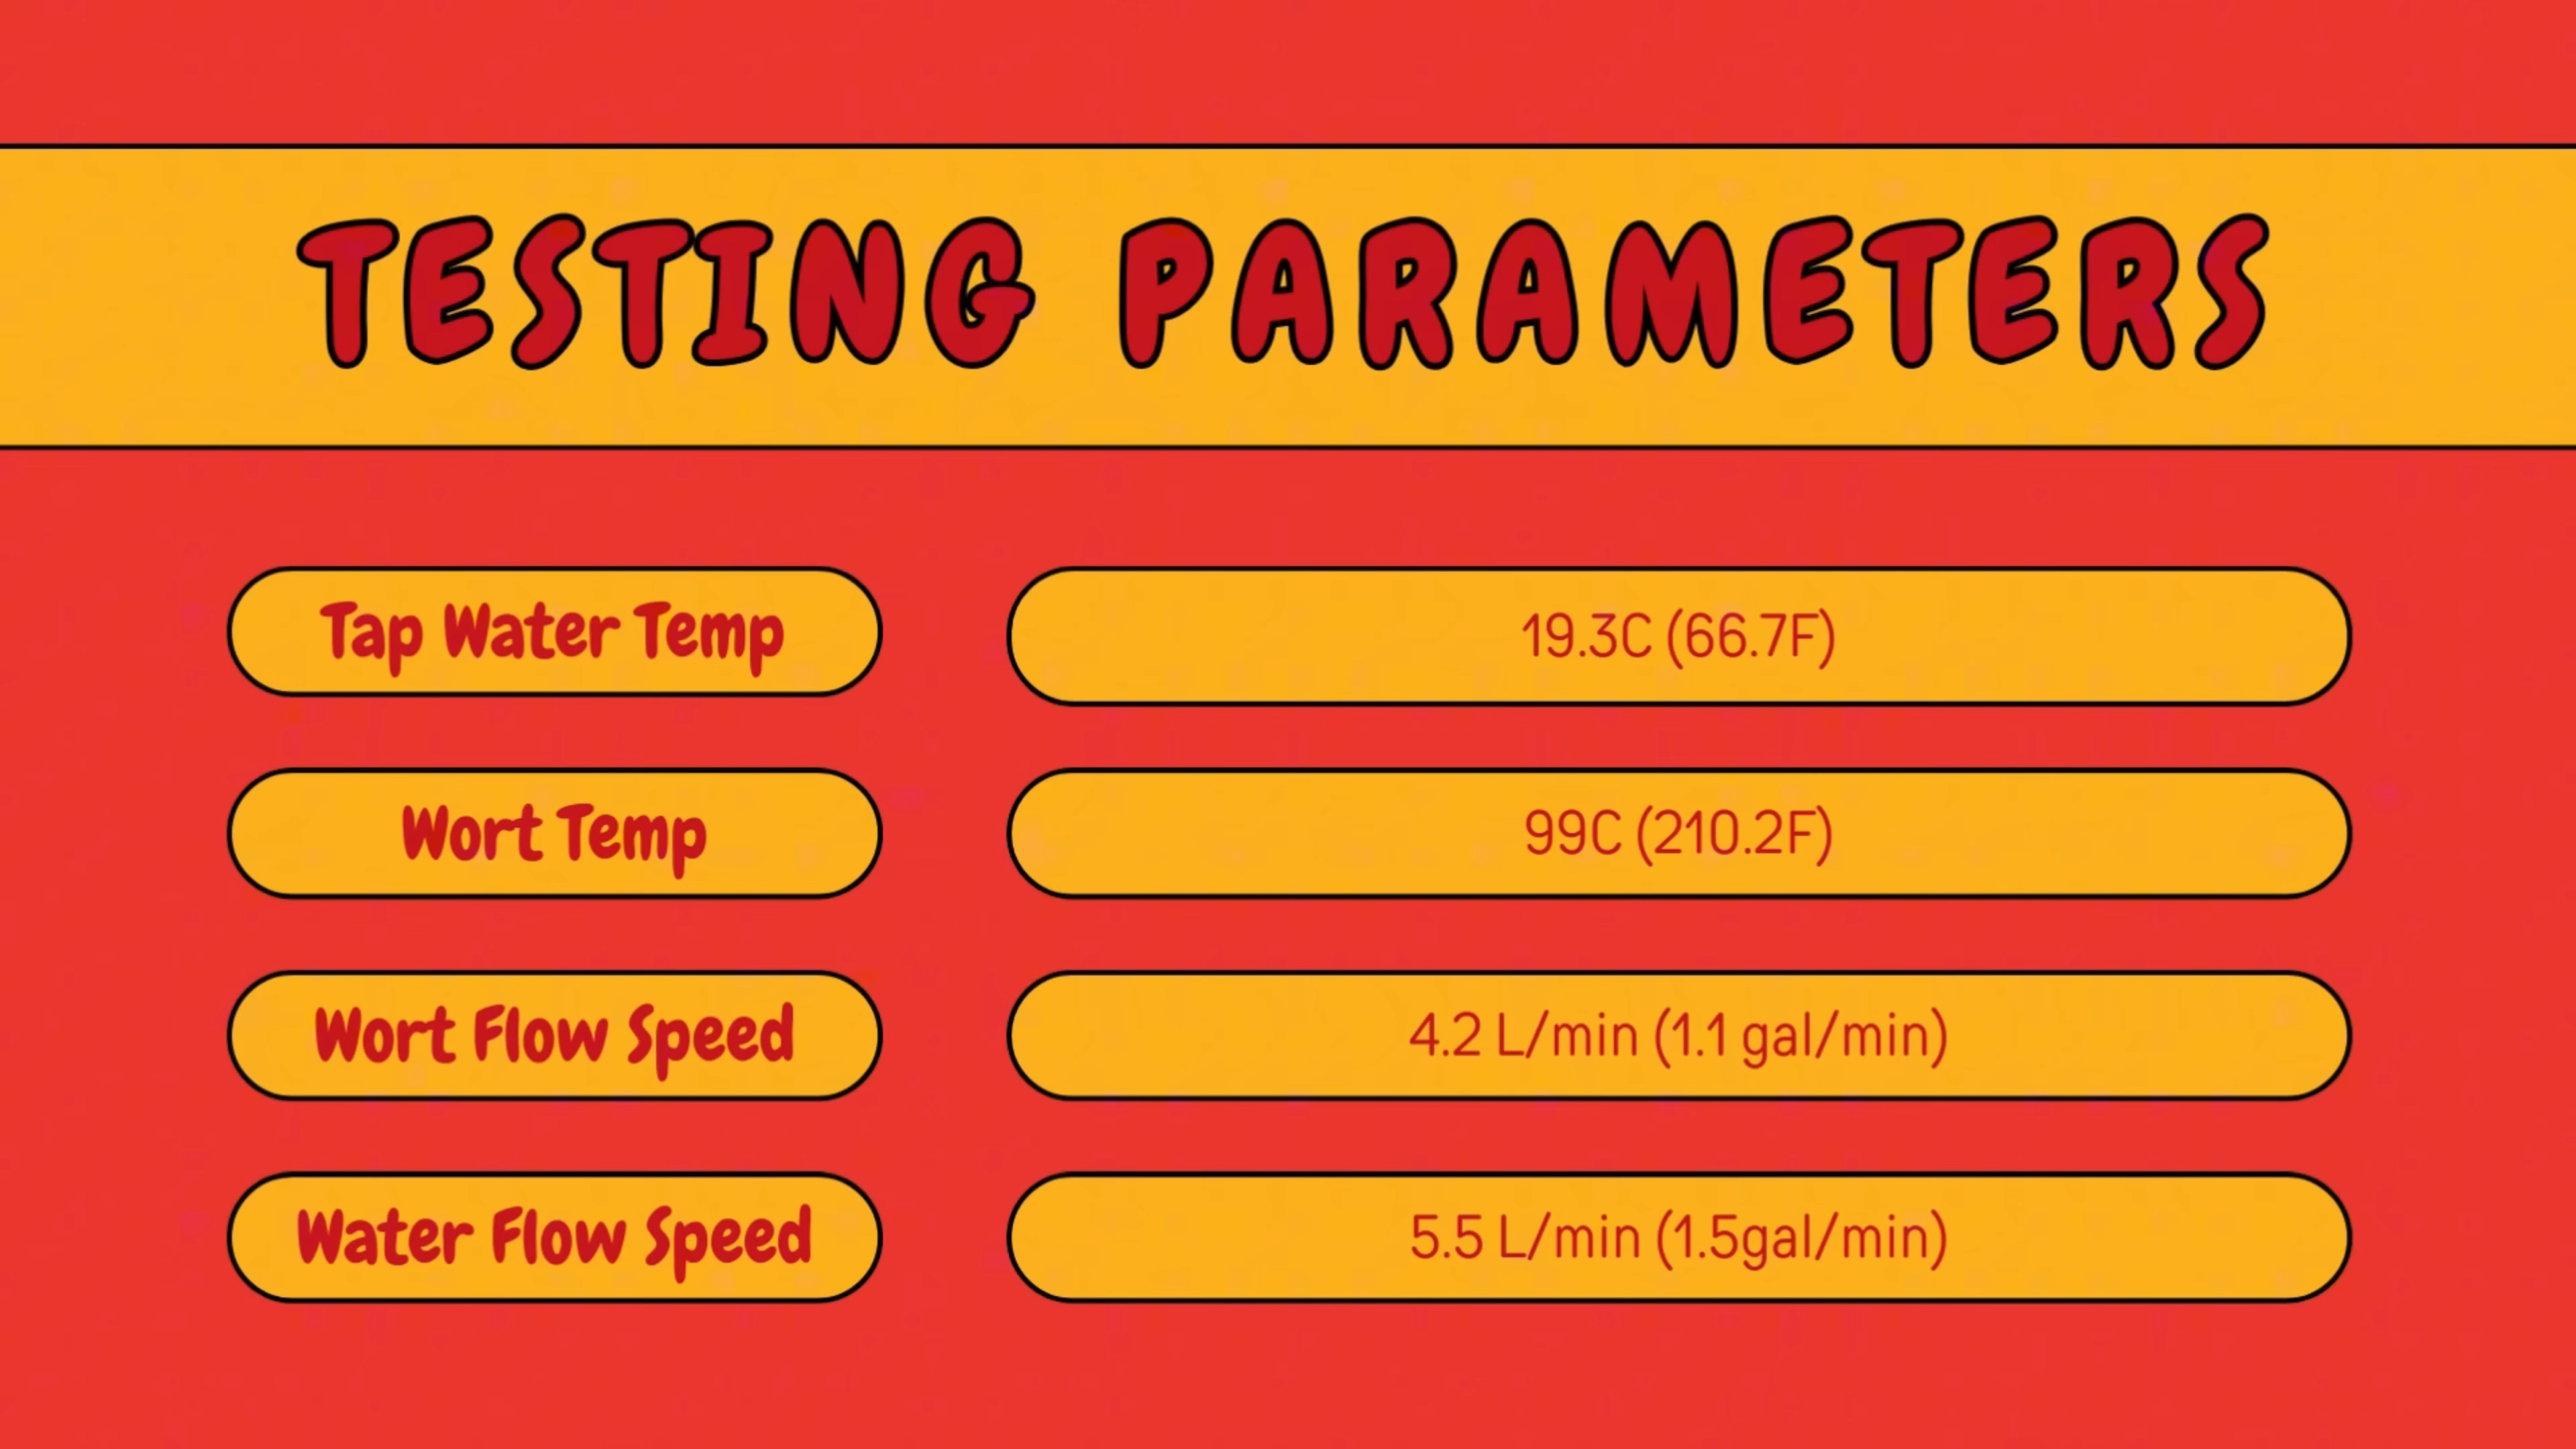 TESTING PARAMETERS
Tap Water Temp
19.3C (66.7F)
Wort Temp
99C (210.2F)
Wort Flow Speed
4.2 L/min (1.1 gal/min)
Water Flow Speed
5.5 L/min (1.5gal/min)